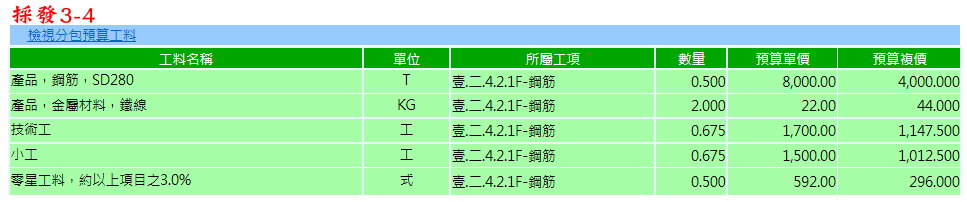 採發3-4
檢視分包預算工料
工料名稱 單位 所屬工項 數量 預算單價 預算複價
產品，鋼筋，SD280 T 壹.二.4.2.1F-鋼筋 0.500 8,000.00 4,000.000
產品，金屬材料，鐵線 KG 壹.二.4.2.1F-鋼筋 2.000 22.00 44.000
技術工 工 壹.二.4.2.1F-鋼筋 0.675 1,700.00 1,147.500
小工 工 壹.二.4.2.1F-鋼筋 0.675 1,500.00 1,012.500
零星工料，約以上項目之3.0% 式 壹.二.4.2.1F-鋼筋 0.500 592.00 296.000